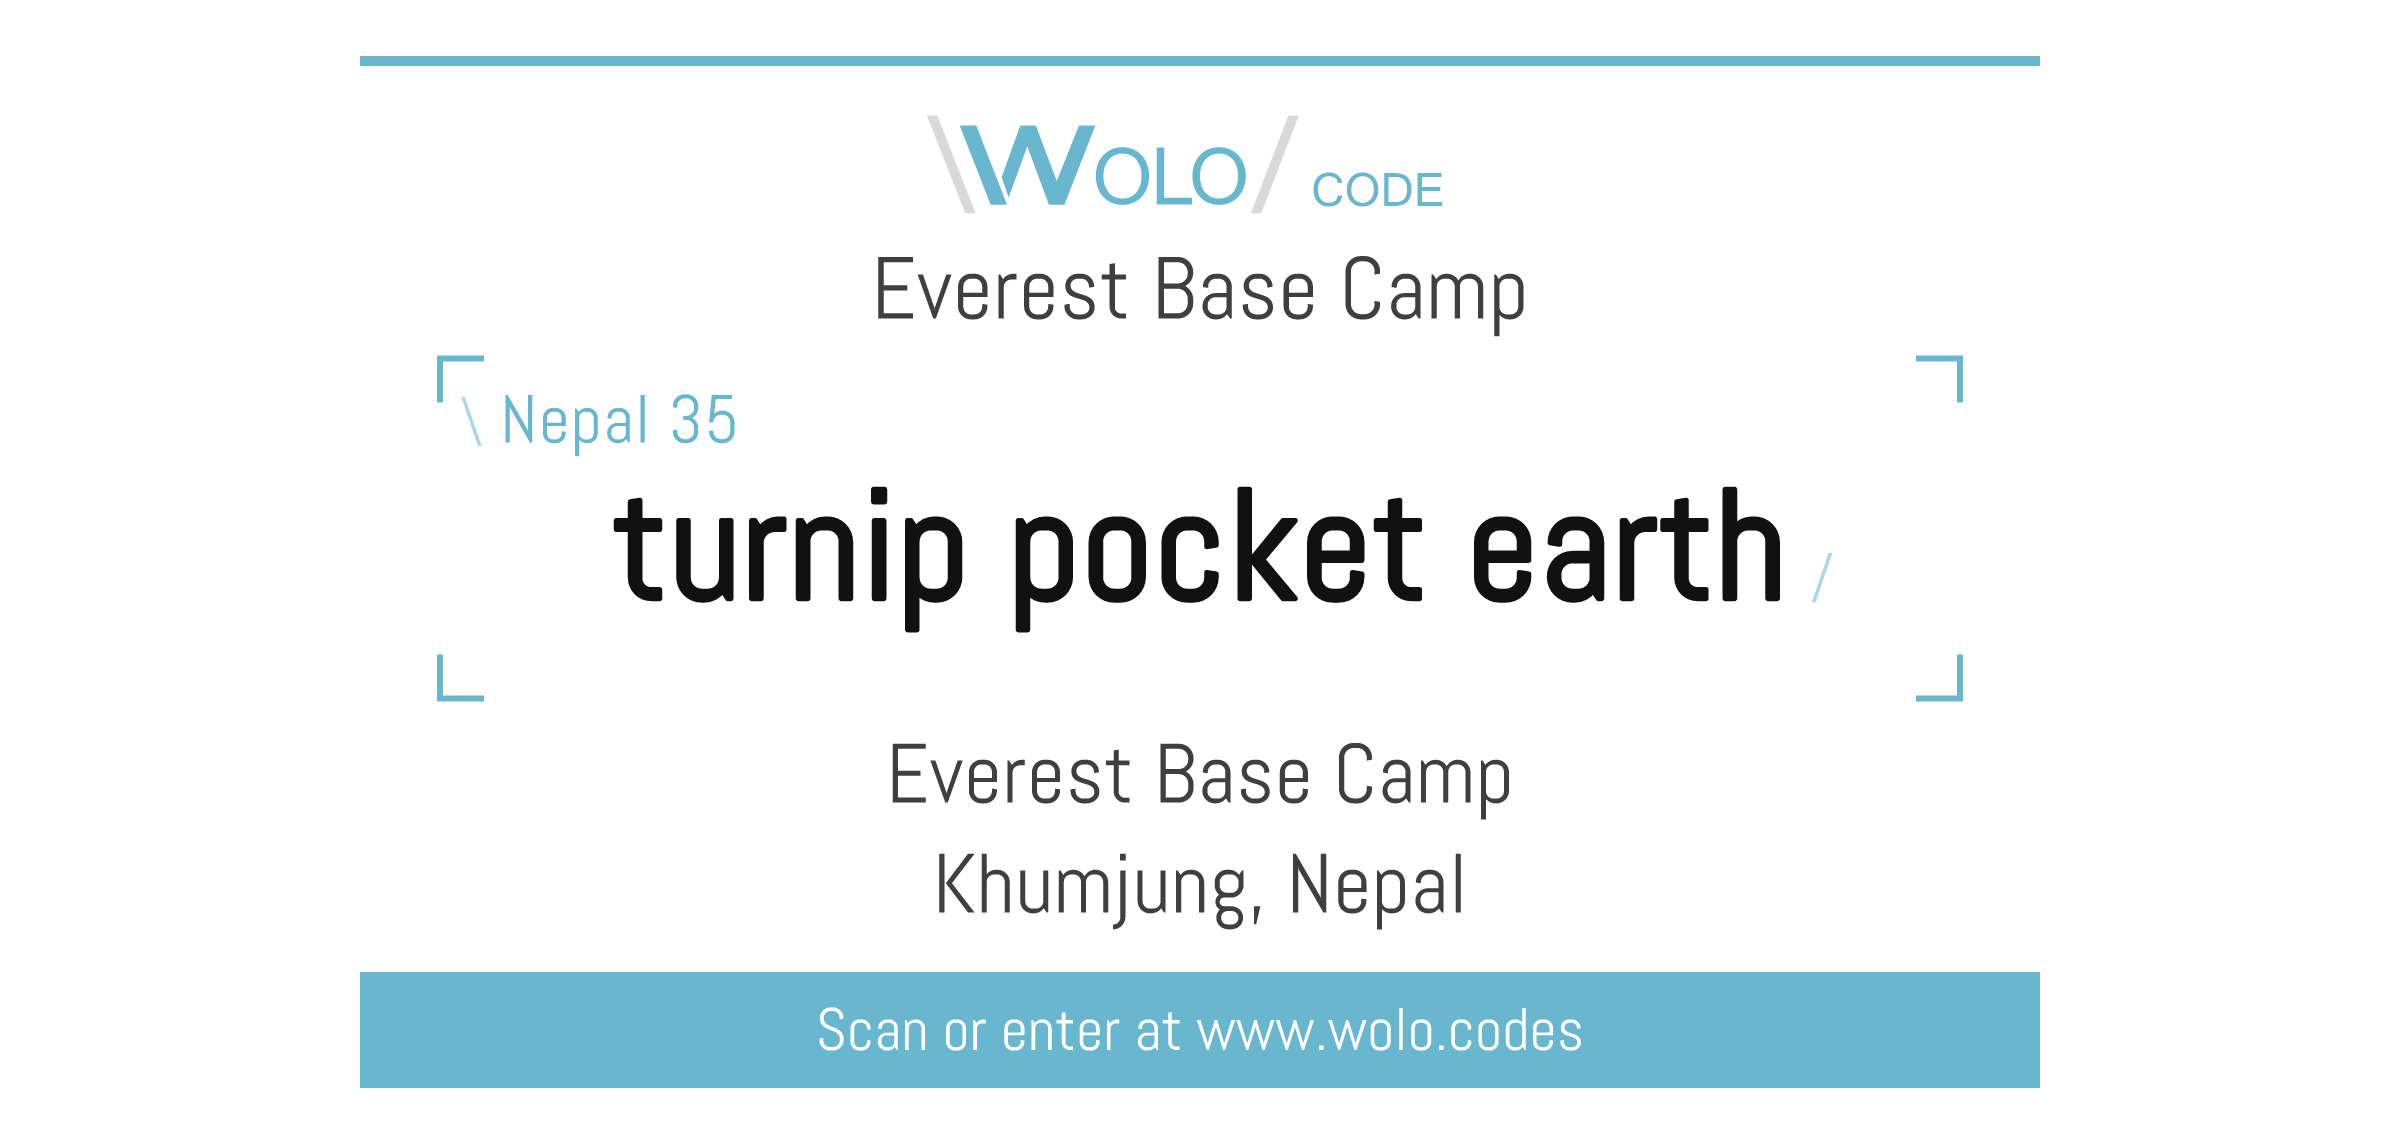 \WOLO/ CODE
Everest Base Camp
\ Nepal 35
turnip pocket earth /
Everest Base Camp
Khumjung, Nepal
Scan or enter at www.wolo.codes